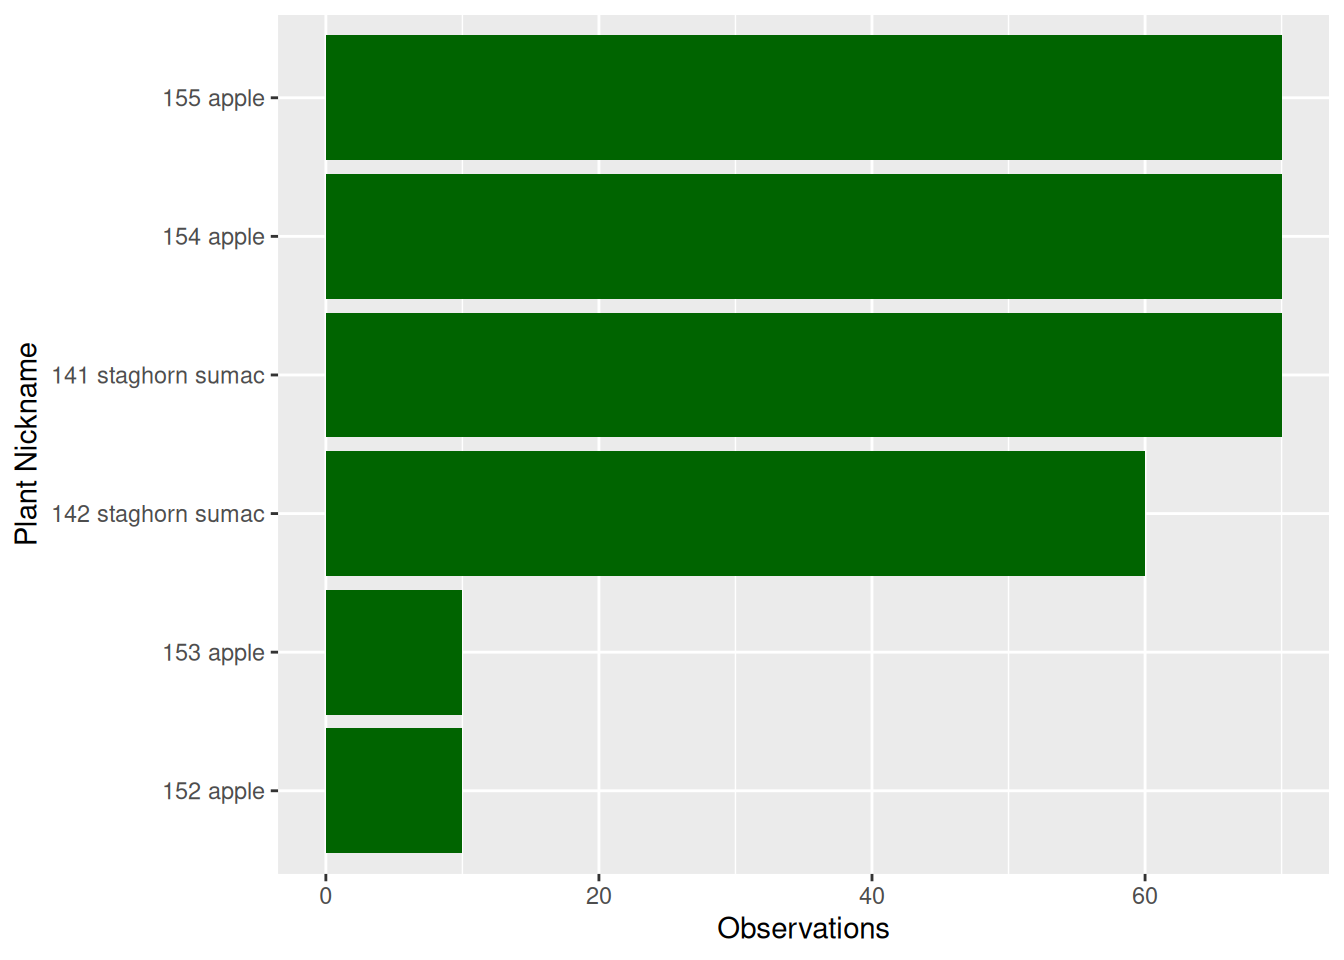 155 apple
154 apple
141 staghorn sumac
142 staghorn sumac
153 apple
152 apple
Plant Nickname
0 20 40 60
Observations